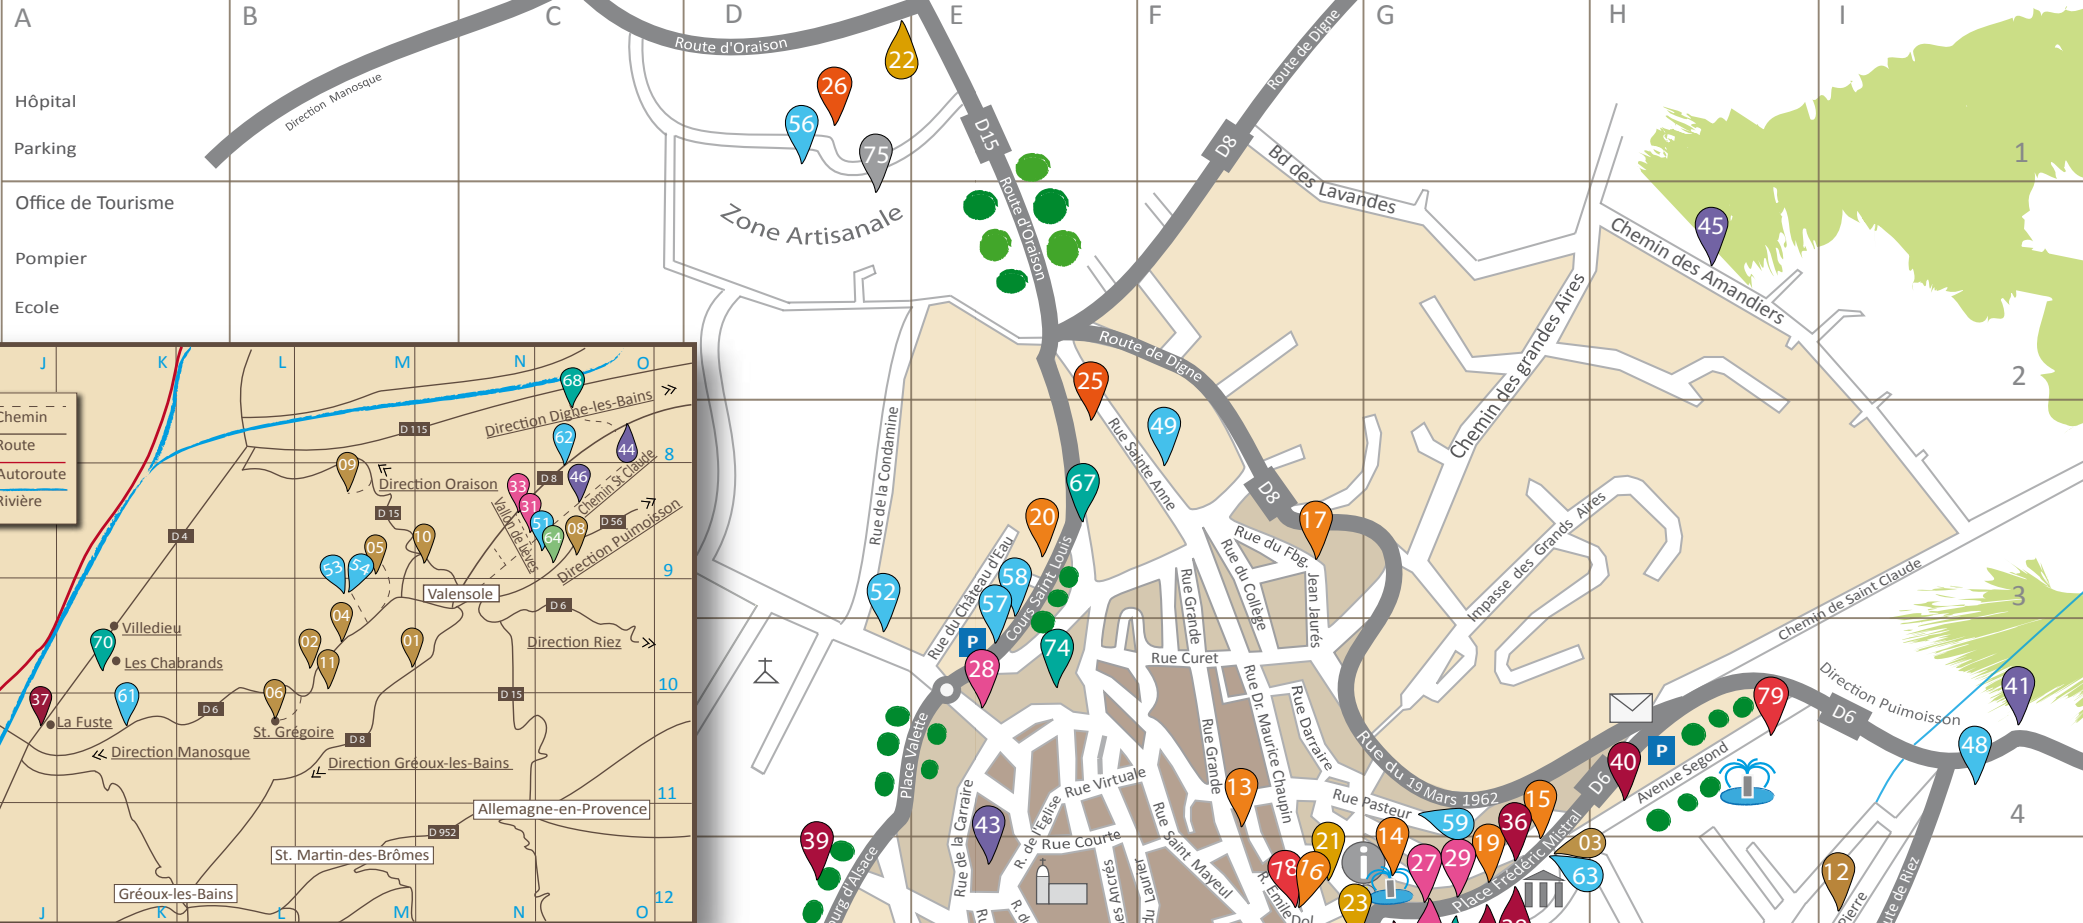 A B C D E F G H I
Route d'Oraison
Route de Digne
22
Direction Manosque
26
Hôpital
56
D15
D8
Parking
75
Bd des Lavandes
1
Office de Tourisme
Route d'Oraison
Zone Artisanale
45
Chemin des Amandiers
Pompier
Ecole
Chemin des grandes Aires
Route de Digne
2
25
49
Rue de la Condamine
Rue Sainte Anne
67
D8
20
17
Rue du Fbg. Jean Jaurés
Rue du Château d'Eau
Cours Saint Louis
Rue du Collège
Rue Grande
Impasse des Grands Aires
58
57
52
3
Chemin de Saint Claude
P
28
74
Rue Curet
Rue Dr. Maurice Chaupin
Rue Darraire
Rue Grande
Direction Puimoisson
41
79
D6
48
Place Valette
Rue du 19 Mars 1962
P
40
D6
Avenue Segond
Rue Virtuale
13
Rue Pasteur
15
59
36
4
Rue de la Carraire
R. de l'Eglise
43
39
Rue Courte
Rue Saint Mayeul
21
14
27
29
19
03
63
12
78
16
23
i
Place Frédéric Mistral
J K L M N O
Chemin
Route
Autoroute
Rivière
68
Direction Digne-les-Bains
D 115
62
44
8
09
Direction Oraison
33
31
D 8
46
Chemin St Claude
D 15
51
64
08
D 56
Vallon de lèves
Direction Puimoisson
D 4
10
05
53
54
9
Valensole
D 6
04
Villedieu
70
Les Chabrands
02
11
01
Direction Riez
37
La Fuste
61
06
D 6
St. Grégoire
D 15
10
D 8
Direction Manosque
Direction Gréoux-les-Bains
11
Allemagne-en-Provence
D 952
St. Martin-des-Brômes
Gréoux-les-Bains
12
J K L M N O